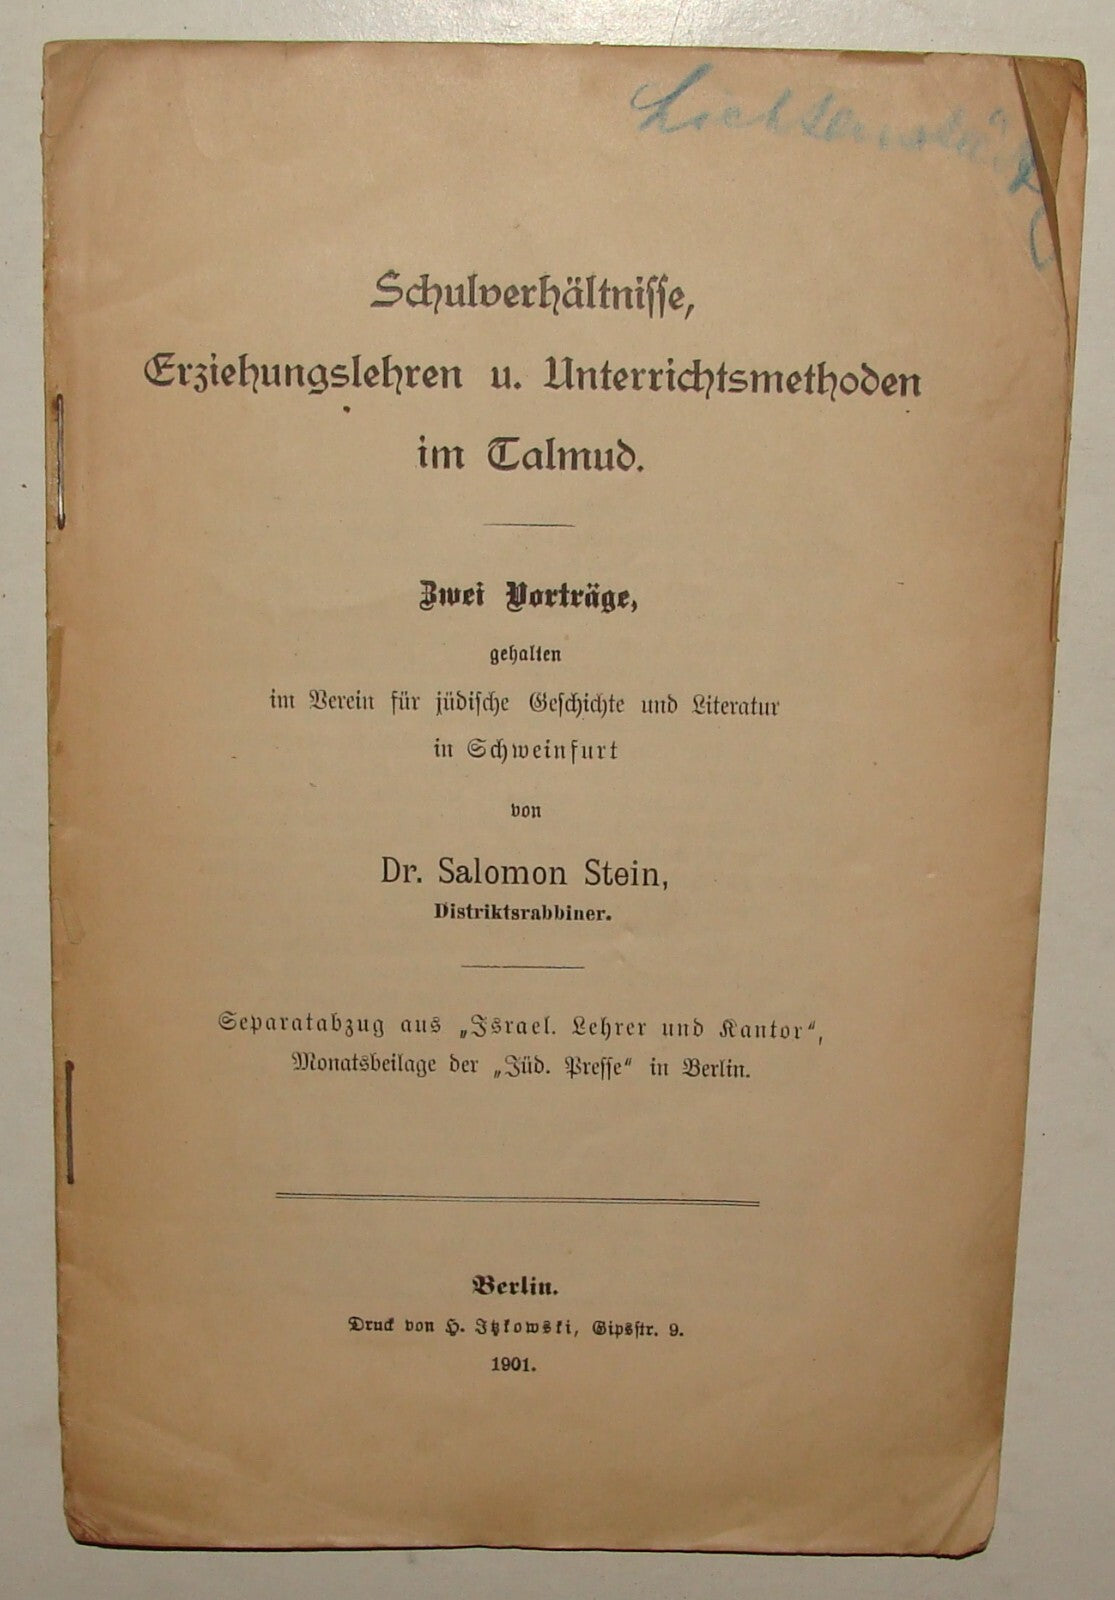 Schulverhältnisse,
Erziehungslehren u. Unterrichtsmethoden
im Talmud.
Zwei Vorträge,
gehalten
im Verein für jüdische Geschichte und Literatur
in Schweinfurt
von
Dr. Salomon Stein,
Distriktsrabbiner.
Separatabzug aus „Israel. Lehrer und Kantor“,
Monatsbeilage der „Jüd. Presse“ in Berlin.
Berlin.
Druck von H. Itzkowski, Gipsstr. 9.
1901.